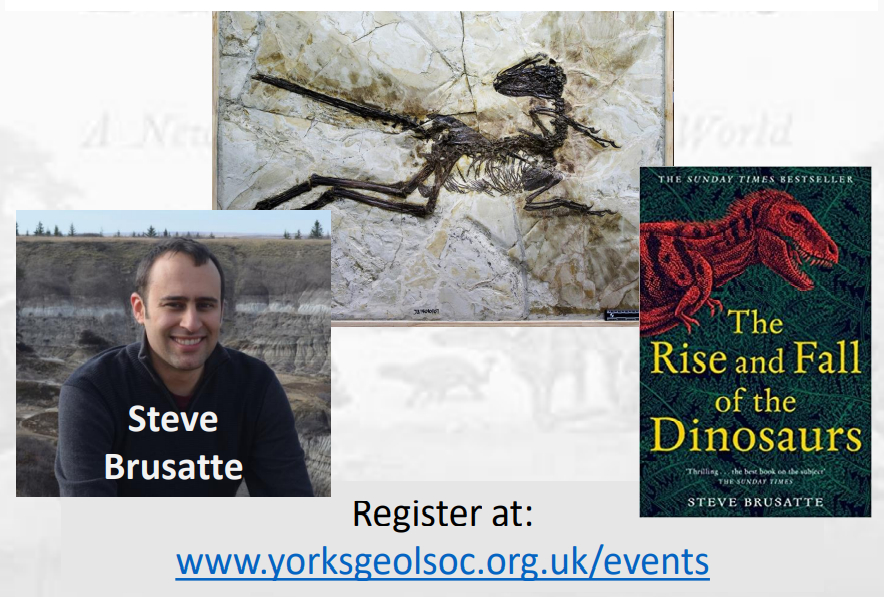 A New
World
Steve
Brusatte
THE SUNDAY TIMES BESTSELLER
The
Rise and Fall
of the
Dinosaurs
'Thrilling . . . the best book on the subject'
THE SUNDAY TIMES
STEVE BRUSATTE
Register at:
www.yorksgeolsoc.org.uk/events